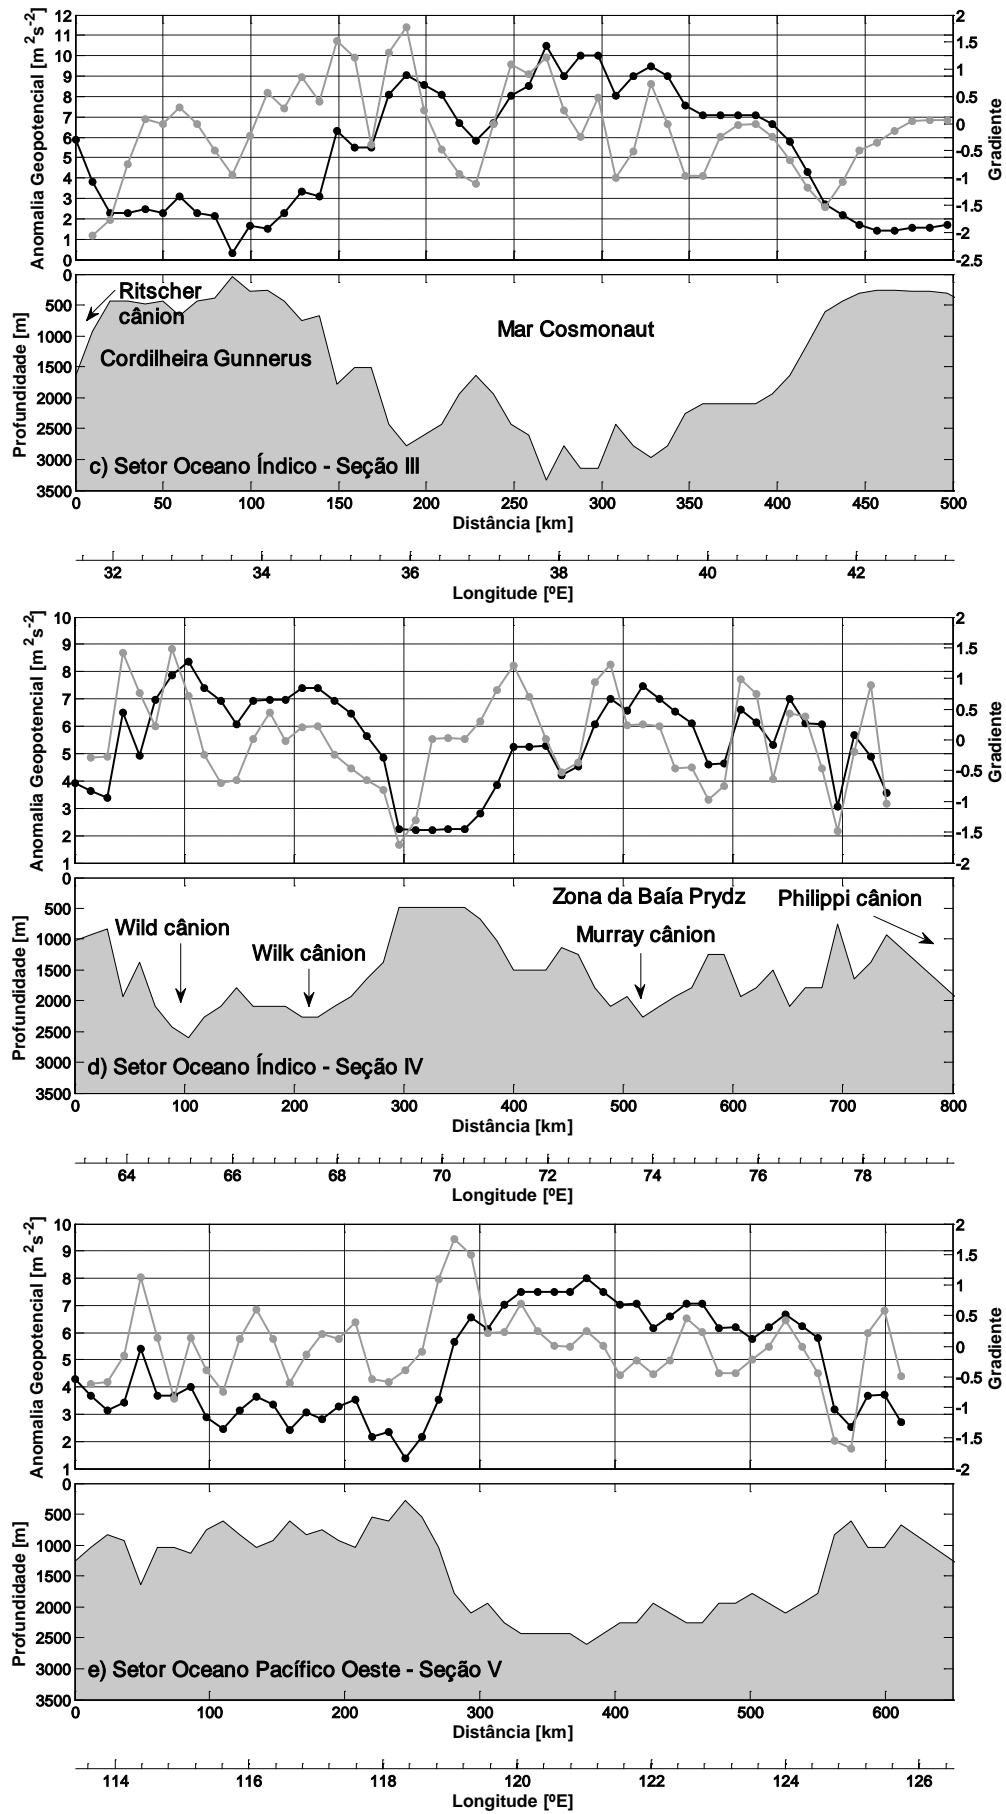 Anomalia Geopotencial [m²s⁻²]
12
11
10
9
8
7
6
5
4
3
2
1
0
2
1.5
1
0.5
0
-0.5
-1
-1.5
-2
-2.5
Gradiente
Profundidade [m]
0
500
1000
1500
2000
2500
3000
3500
Ritscher
cânion
Cordilheira Gunnerus
Mar Cosmonaut
c) Setor Oceano Índico - Seção III
0 50 100 150 200 250 300 350 400 450 500
Distância [km]
32 34 36 38 40 42
Longitude [ºE]
Anomalia Geopotencial [m²s⁻²]
10
9
8
7
6
5
4
3
2
1
2
1.5
1
0.5
0
-0.5
-1
-1.5
-2
Gradiente
Profundidade [m]
0
500
1000
1500
2000
2500
3000
3500
Zona da Baía Prydz
Philippi cânion
Wild cânion
Murray cânion
Wilk cânion
d) Setor Oceano Índico - Seção IV
0 100 200 300 400 500 600 700 800
Distância [km]
64 66 68 70 72 74 76 78
Longitude [ºE]
Anomalia Geopotencial [m²s⁻²]
10
9
8
7
6
5
4
3
2
1
2
1.5
1
0.5
0
-0.5
-1
-1.5
-2
Gradiente
Profundidade [m]
0
500
1000
1500
2000
2500
3000
3500
e) Setor Oceano Pacífico Oeste - Seção V
0 100 200 300 400 500 600
Distância [km]
114 116 118 120 122 124 126
Longitude [ºE]